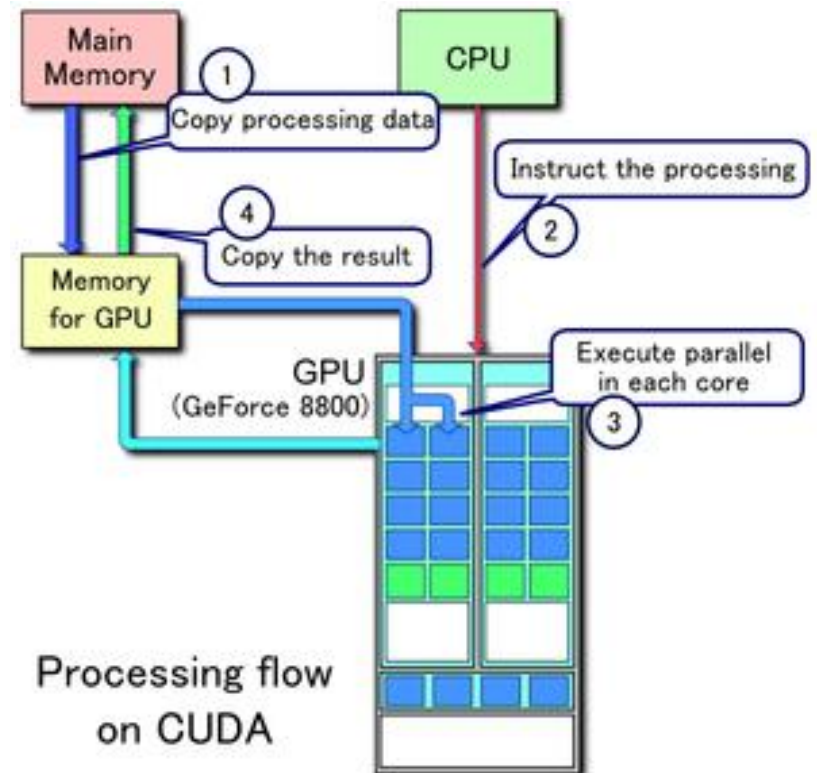 Main
Memory
1
Copy processing data
CPU
Instruct the processing
2
4
Copy the result
Memory
for GPU
GPU
(GeForce 8800)
Execute parallel
in each core
3
Processing flow
on CUDA